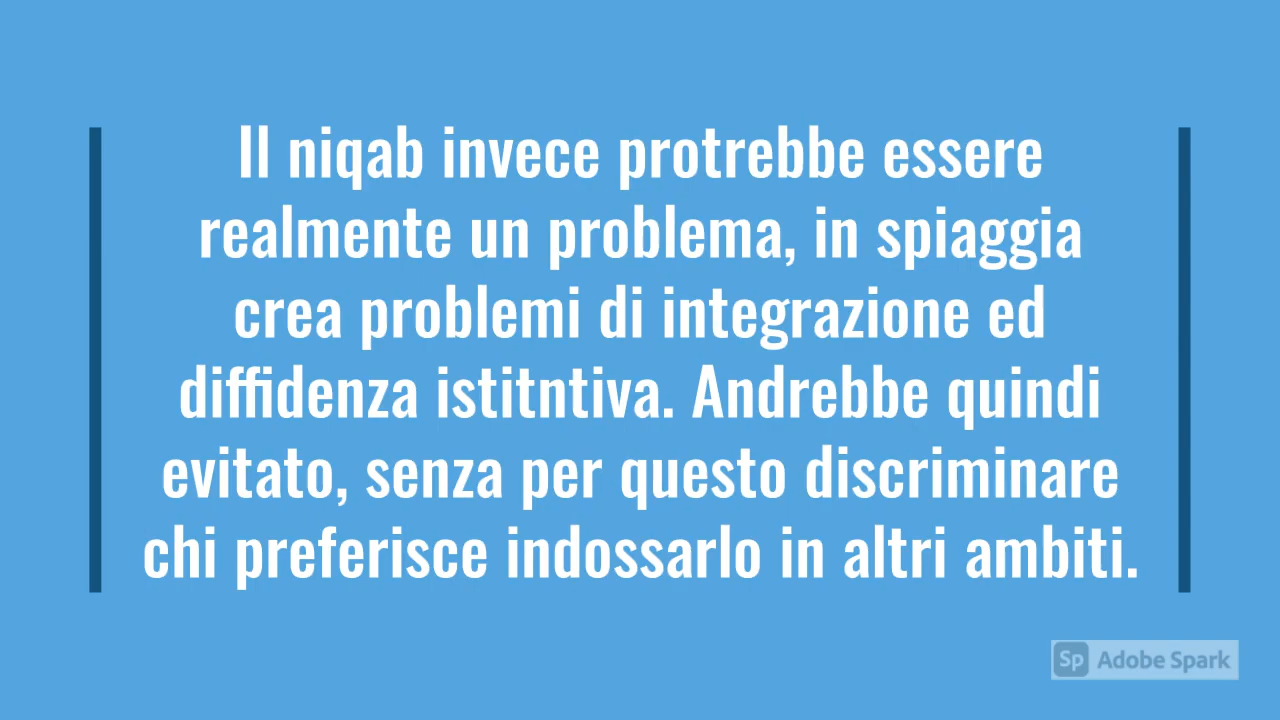 Il niqab invece protrebbe essere
realmente un problema, in spiaggia
crea problemi di integrazione ed
diffidenza istitntiva. Andrebbe quindi
evitato, senza per questo discriminare
chi preferisce indossarlo in altri ambiti.
Sp Adobe Spark